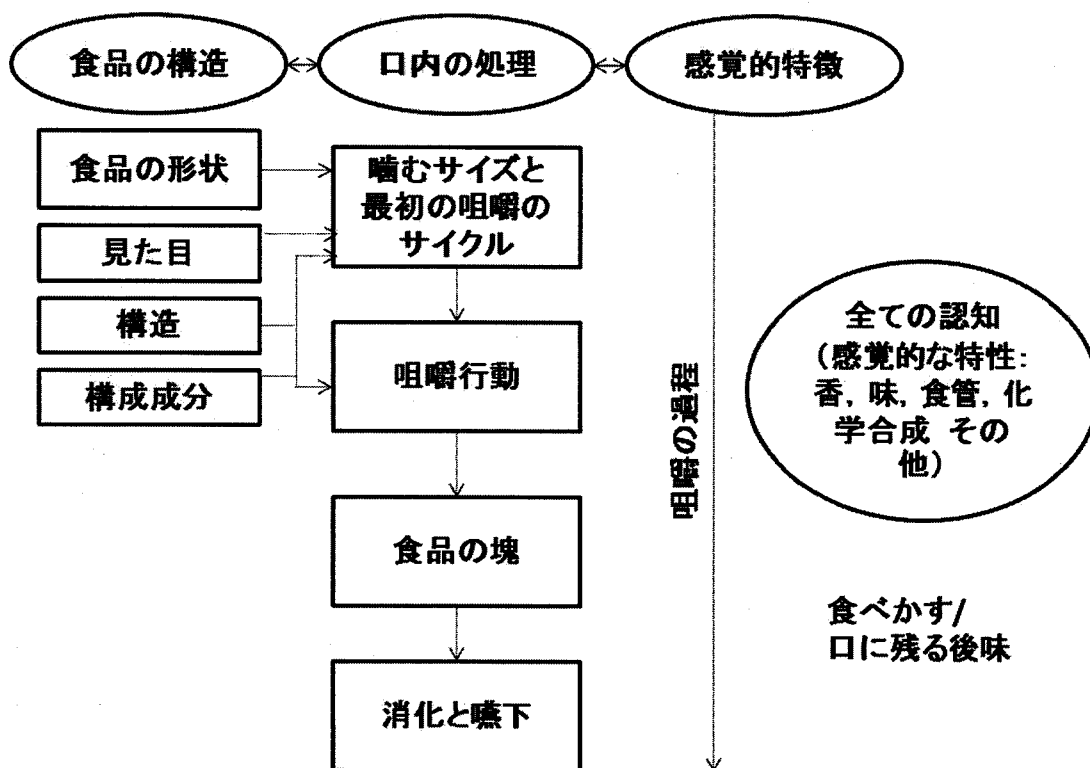 食品の構造
口内の処理
感覚的特徴
食品の形状
見た目
構造
構成成分
噛むサイズと
最初の咀嚼の
サイクル
咀嚼行動
食品の塊
消化と嚥下
咀嚼の過程
全ての認知
(感覚的な特性:
香, 味, 食管, 化
学合成 その
他)
食べかす/
口に残る後味